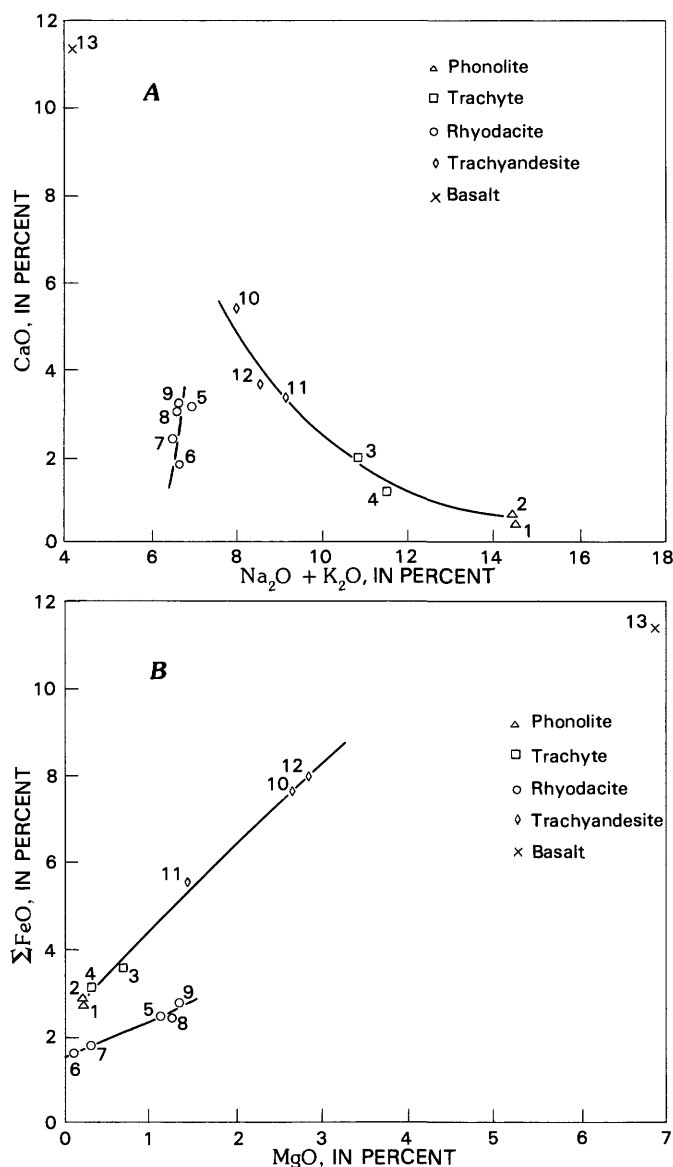 12
13
10
8
6
4
2
0
A
Phonolite
Trachyte
Rhyodacite
Trachyandesite
Basalt
CaO, IN PERCENT
10
12
11
9
5
8
7
6
3
4
2
1
4 6 8 10 12 14 16 18
Na₂O + K₂O, IN PERCENT
12
13
10
8
6
4
2
0
B
Phonolite
Trachyte
Rhyodacite
Trachyandesite
Basalt
ΣFeO, IN PERCENT
12
10
11
4
2
3
1
9
5
8
7
6
0 1 2 3 4 5 6 7
MgO, IN PERCENT